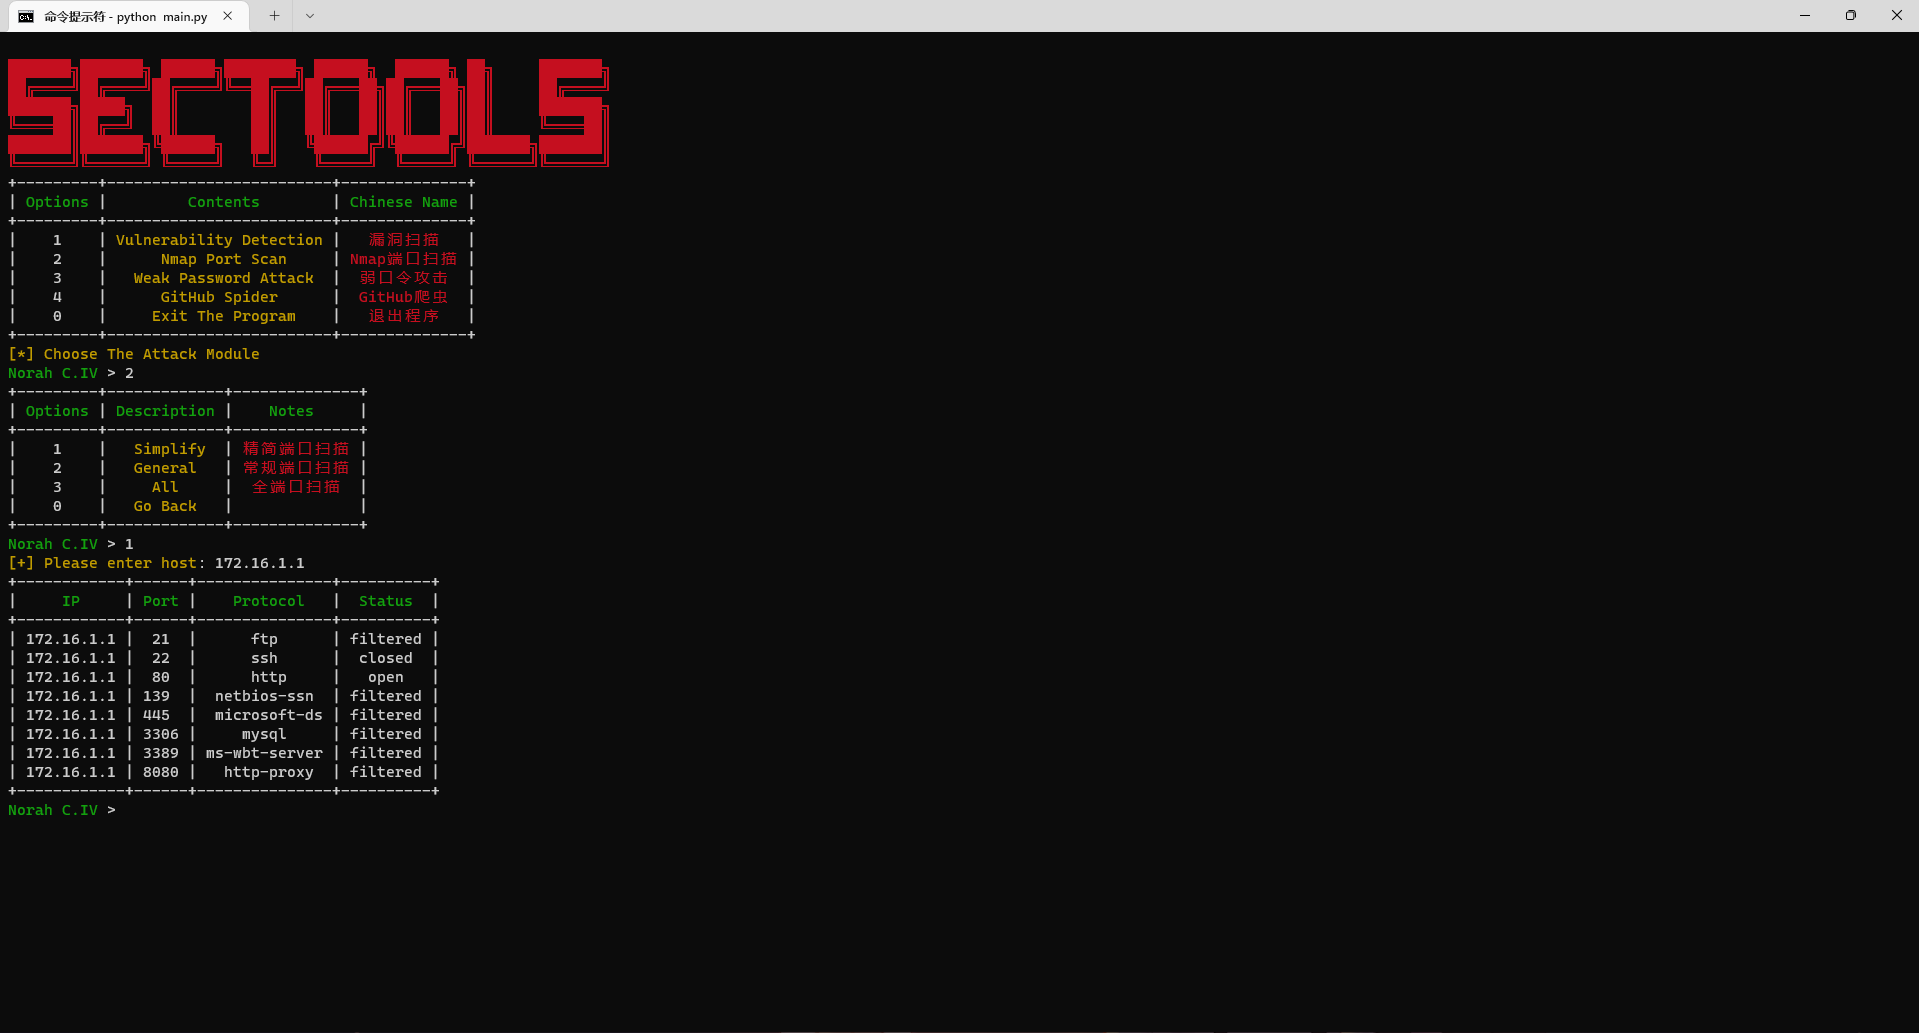 命令提示符 - python main.py
SECTOOLS
+---------+-------------------------+--------------+
| Options |         Contents        | Chinese Name |
+---------+-------------------------+--------------+
|    1    | Vulnerability Detection |   漏洞扫描   |
|    2    |      Nmap Port Scan     | Nmap端口扫描 |
|    3    |   Weak Password Attack  |  弱口令攻击  |
|    4    |      GitHub Spider      |  GitHub爬虫  |
|    0    |     Exit The Program    |   退出程序   |
+---------+-------------------------+--------------+
[*] Choose The Attack Module
Norah C.IV > 2
+---------+-------------+--------------+
| Options | Description |    Notes     |
+---------+-------------+--------------+
|    1    |   Simplify  | 精简端口扫描 |
|    2    |   General   | 常规端口扫描 |
|    3    |     All     |  全端口扫描  |
|    0    |   Go Back   |              |
+---------+-------------+--------------+
Norah C.IV > 1
[+] Please enter host: 172.16.1.1
+------------+------+---------------+----------+
|     IP     | Port |    Protocol   |  Status  |
+------------+------+---------------+----------+
| 172.16.1.1 |  21  |      ftp      | filtered |
| 172.16.1.1 |  22  |      ssh      |  closed  |
| 172.16.1.1 |  80  |      http     |   open   |
| 172.16.1.1 | 139  |  netbios-ssn  | filtered |
| 172.16.1.1 | 445  |  microsoft-ds | filtered |
| 172.16.1.1 | 3306 |     mysql     | filtered |
| 172.16.1.1 | 3389 | ms-wbt-server | filtered |
| 172.16.1.1 | 8080 |   http-proxy  | filtered |
+------------+------+---------------+----------+
Norah C.IV >